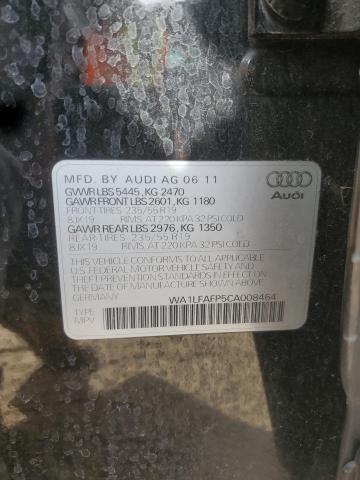 MFD. BY AUDI AG 06 11
GVWR LBS 5445, KG 2470
GAWR FRONT LBS 2601, KG 1180
FRONT-TIRES 235/55 R19
8JX19 RIMS AT 220 KPA 32 PSI COLD
GAWR REAR LBS 2976, KG 1350
REAR-TIRES 235/55 R19
8JX19 RIMS, AT 220 KPA 32 PSI COLD
Audi
THIS VEHICLE CONFORMS TO ALL APPLICABLE
U.S. FEDERAL MOTOR VEHICLE SAFETY AND
THEFT PREVENTION STANDARDS IN EFFECT ON
THE DATE OF MANUFACTURE SHOWN ABOVE.
GERMANY WA1LFAFP5CA008464
TYPE
MPV